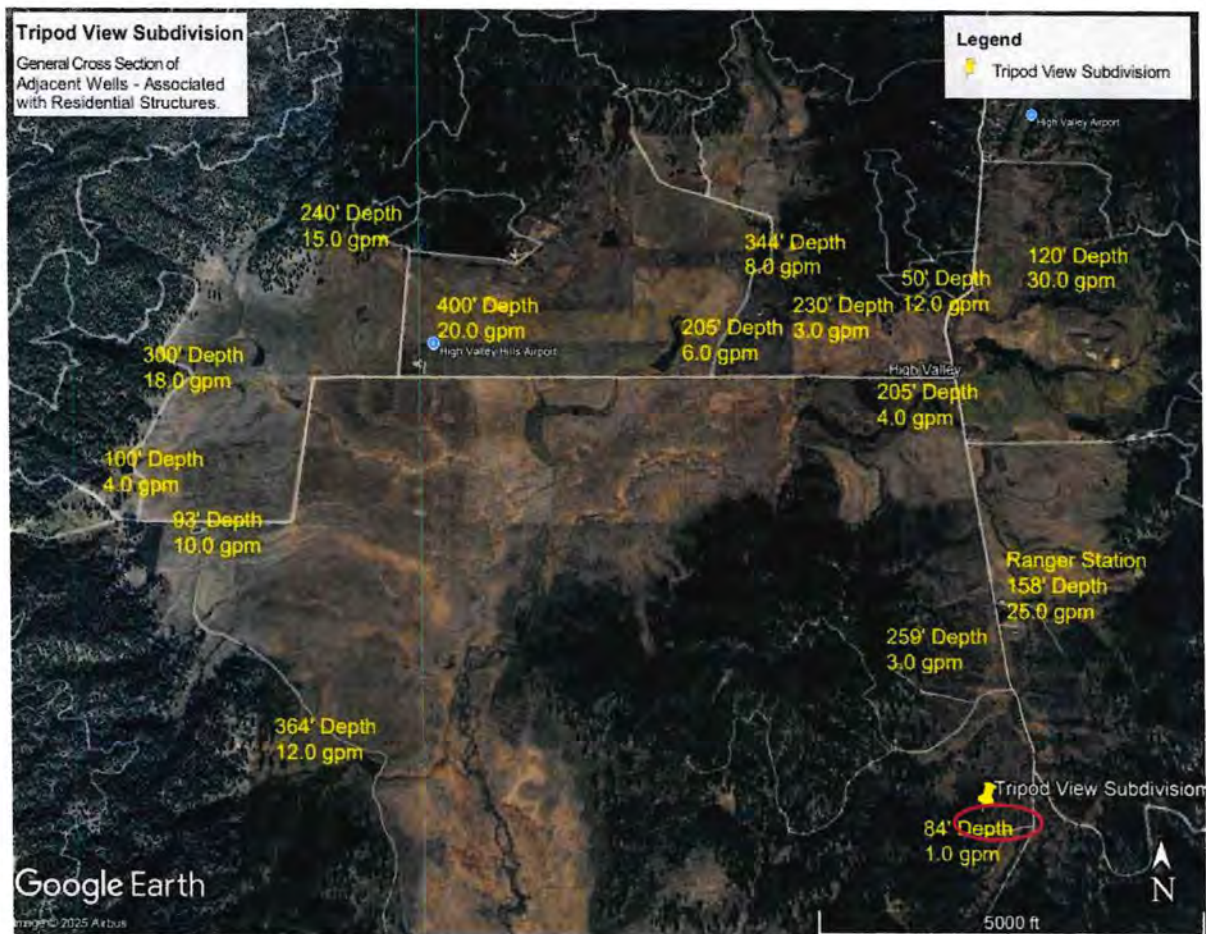 Tripod View Subdivision
General Cross Section of
Adjacent Wells - Associated
with Residential Structures.
Legend
Tripod View Subdivisiom
High Valley Airport
240' Depth
15.0 gpm
344' Depth
8.0 gpm
120' Depth
30.0 gpm
50' Depth
12.0 gpm
400' Depth
20.0 gpm
High Valley Hills Airport
230' Depth
3.0 gpm
205' Depth
6.0 gpm
300' Depth
18.0 gpm
High Valley
205' Depth
4.0 gpm
100' Depth
4.0 gpm
93' Depth
10.0 gpm
Ranger Station
158' Depth
25.0 gpm
259' Depth
3.0 gpm
364' Depth
12.0 gpm
Tripod View Subdivision
84' Depth
1.0 gpm
Google Earth
Image © 2025 Airbus
N
5000 ft